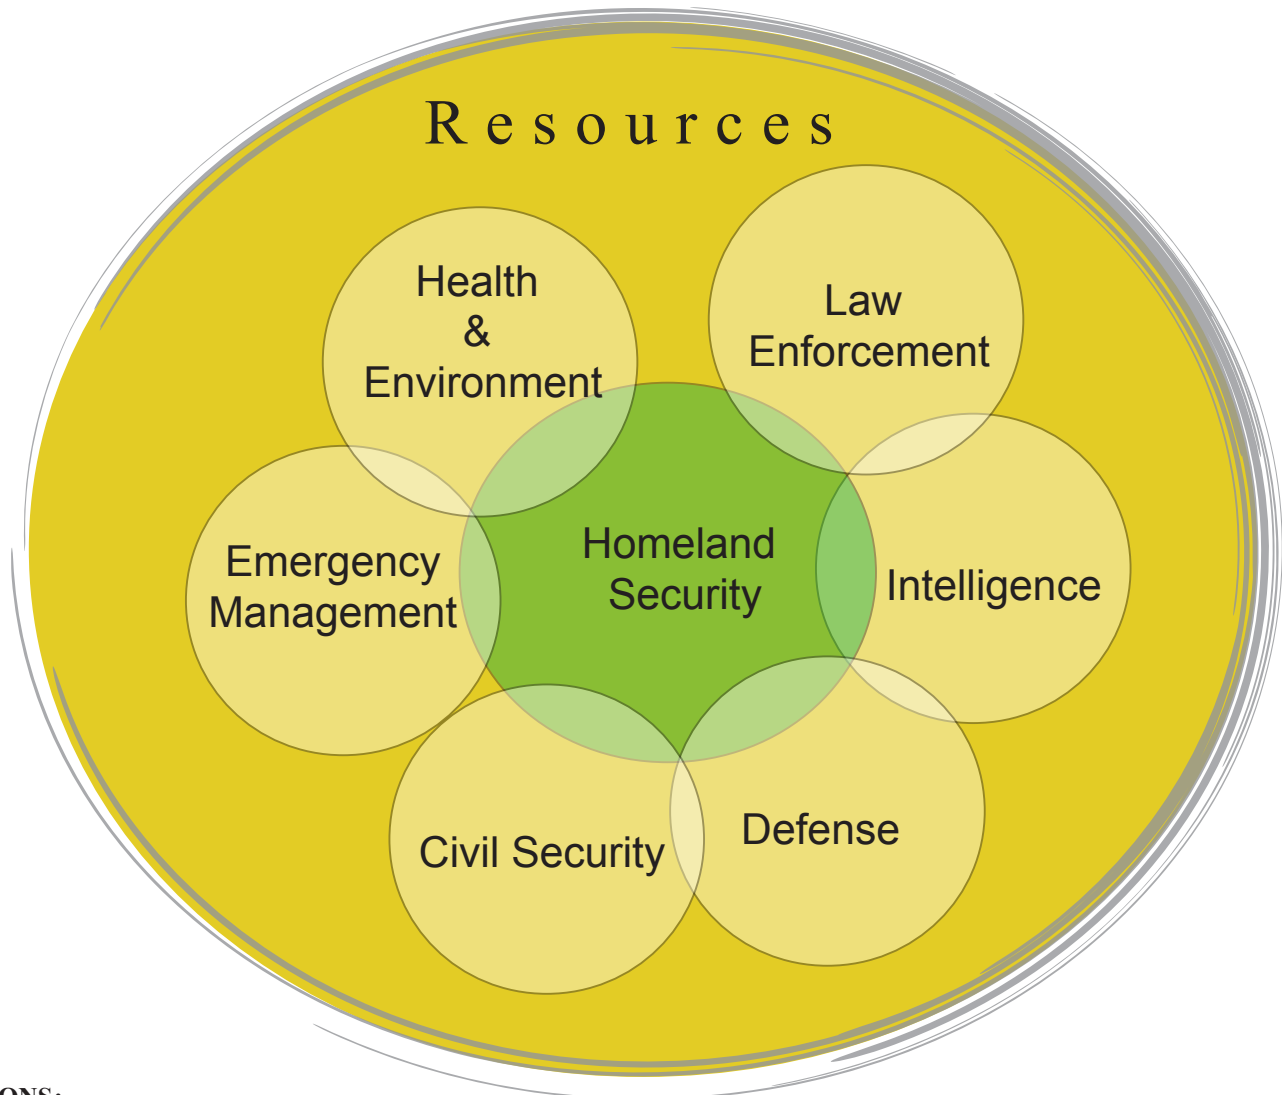 Resources
Health
&
Environment
Law
Enforcement
Homeland
Security
Emergency
Management
Intelligence
Civil Security
Defense